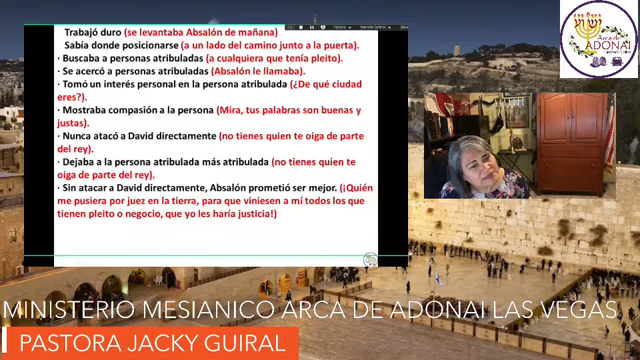 Trabajó duro (se levantaba Absalón de mañana)
Sabía donde posicionarse (a un lado del camino junto a la puerta).
· Buscaba a personas atribuladas (a cualquiera que tenía pleito).
· Se acercó a personas atribuladas (Absalón le llamaba).
· Tomó un interés personal en la persona atribulada (¿De qué ciudad
eres?).
· Mostraba compasión a la persona (Mira, tus palabras son buenas y
justas).
· Nunca atacó a David directamente (no tienes quien te oiga de parte
del rey).
· Dejaba a la persona atribulada más atribulada (no tienes quien te
oiga de parte del rey).
· Sin atacar a David directamente, Absalón prometió ser mejor. (¡Quién
me pusiera por juez en la tierra, para que viniesen a mí todos los que
tienen pleito o negocio, que yo les haría justicia!)
Arca de
ADONAI
MINISTERIO MESIANICO ARCA DE ADONAI LAS VEGAS
PASTORA JACKY GUIRAL